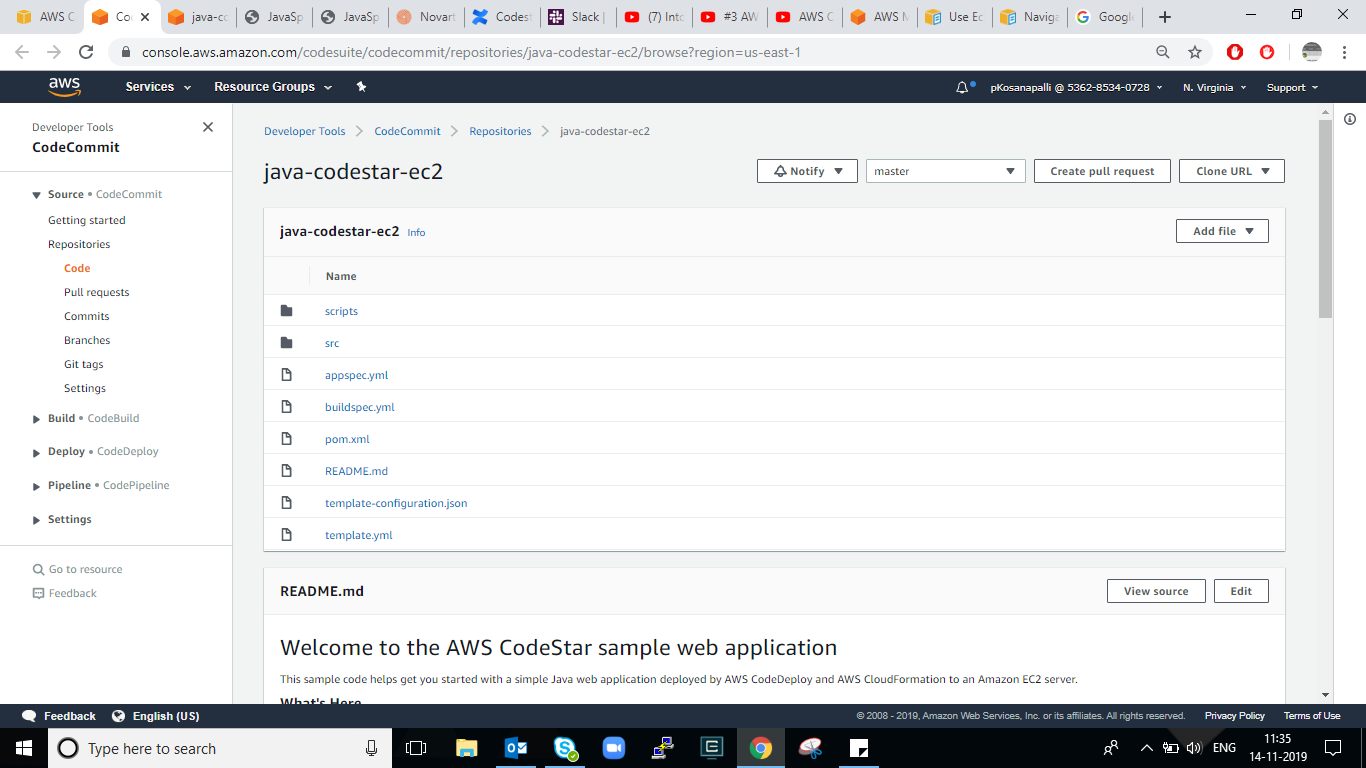 AWS C
Co
java-co
JavaSp
JavaSp
Novart
Codest
Slack |
(7) Into
#3 AW
AWS C
AWS M
Use Ec
Naviga
Googl
console.aws.amazon.com/codesuite/codecommit/repositories/java-codestar-ec2/browse?region=us-east-1
aws Services Resource Groups pKosanapalli @ 5362-8534-0728 N. Virginia Support
Developer Tools
CodeCommit
Source • CodeCommit
Getting started
Repositories
Code
Pull requests
Commits
Branches
Git tags
Settings
Build • CodeBuild
Deploy • CodeDeploy
Pipeline • CodePipeline
Settings
Go to resource
Feedback
Developer Tools CodeCommit Repositories java-codestar-ec2
java-codestar-ec2 Notify master Create pull request Clone URL
java-codestar-ec2 Info Add file
Name
scripts
src
appspec.yml
buildspec.yml
pom.xml
README.md
template-configuration.json
template.yml
README.md View source Edit
Welcome to the AWS CodeStar sample web application
This sample code helps get you started with a simple Java web application deployed by AWS CodeDeploy and AWS CloudFormation to an Amazon EC2 server.
What's Here
Feedback English (US) © 2008 - 2019, Amazon Web Services, Inc. or its affiliates. All rights reserved. Privacy Policy Terms of Use
Type here to search ENG 11:35
14-11-2019